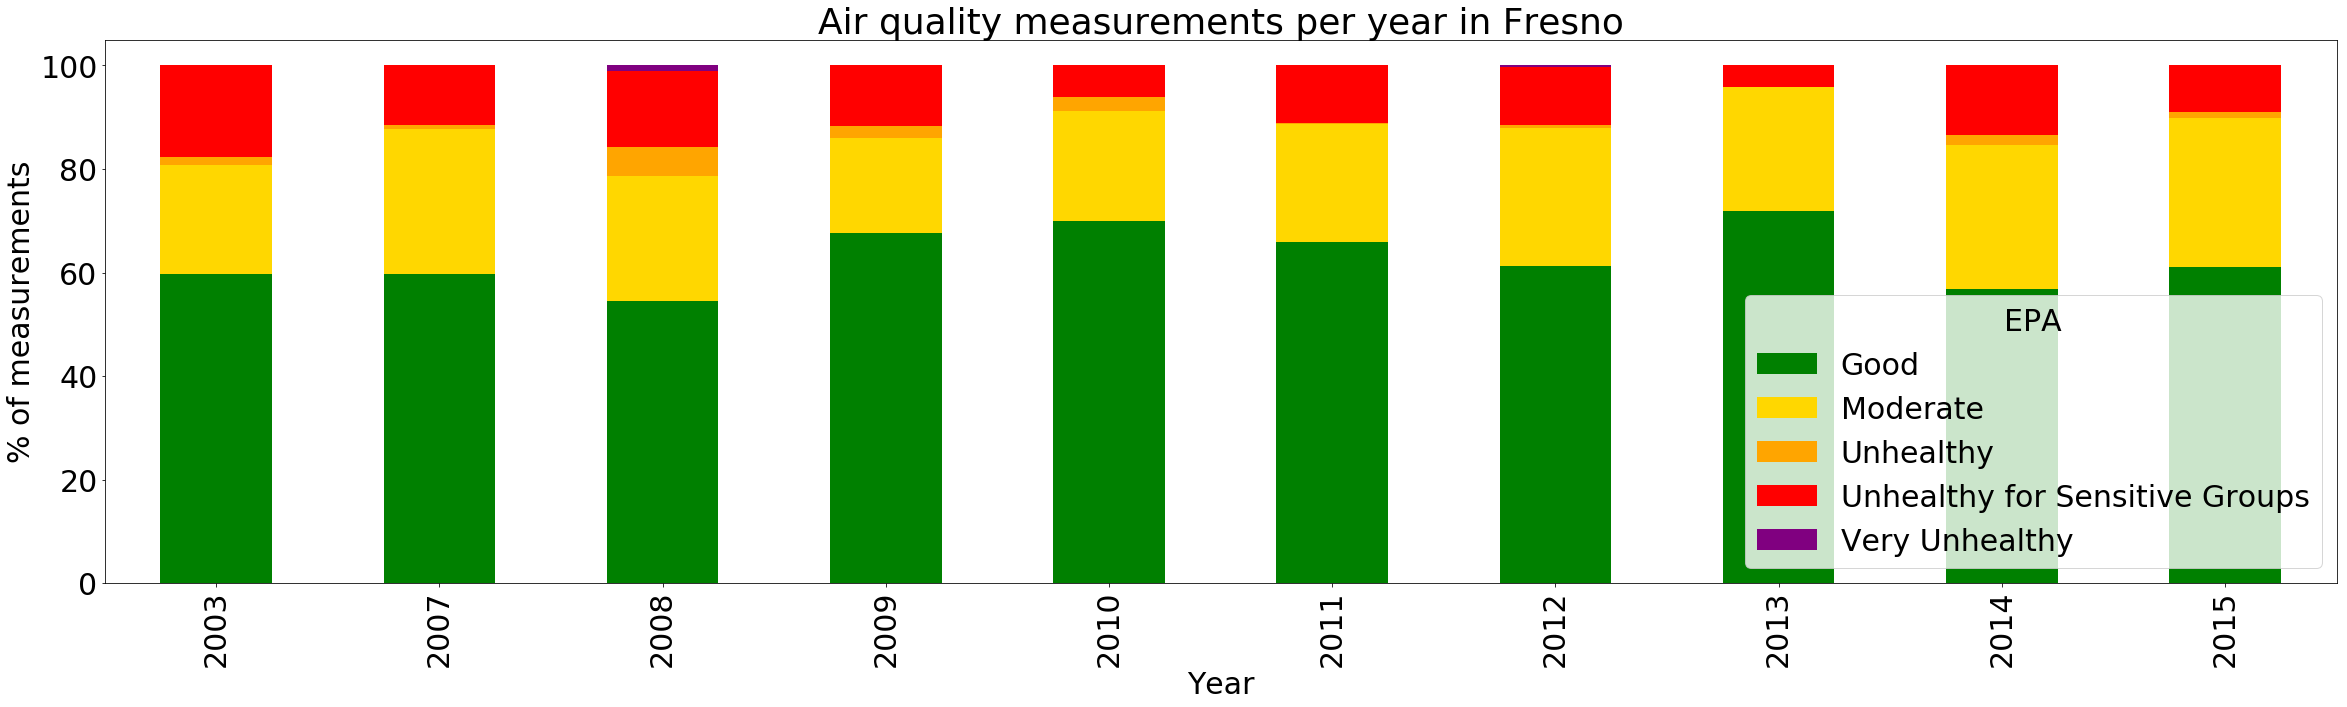 Air quality measurements per year in Fresno
% of measurements
100
80
60
40
20
0
EPA
Good
Moderate
Unhealthy
Unhealthy for Sensitive Groups
Very Unhealthy
2003
2007
2008
2009
2010
2011
2012
2013
2014
2015
Year